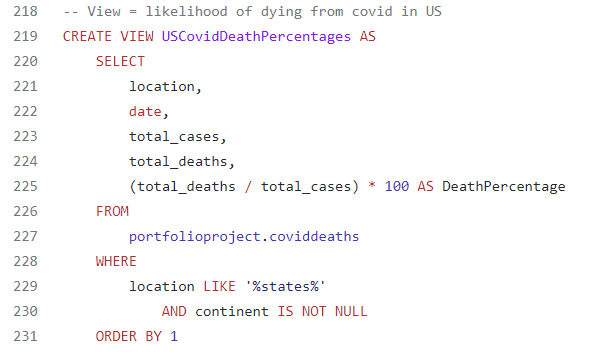 218 -- View = likelihood of dying from covid in US
219 CREATE VIEW USCovidDeathPercentages AS
220 SELECT
221 location,
222 date,
223 total_cases,
224 total_deaths,
225 (total_deaths / total_cases) * 100 AS DeathPercentage
226 FROM
227 portfolioproject.coviddeaths
228 WHERE
229 location LIKE '%states%'
230 AND continent IS NOT NULL
231 ORDER BY 1